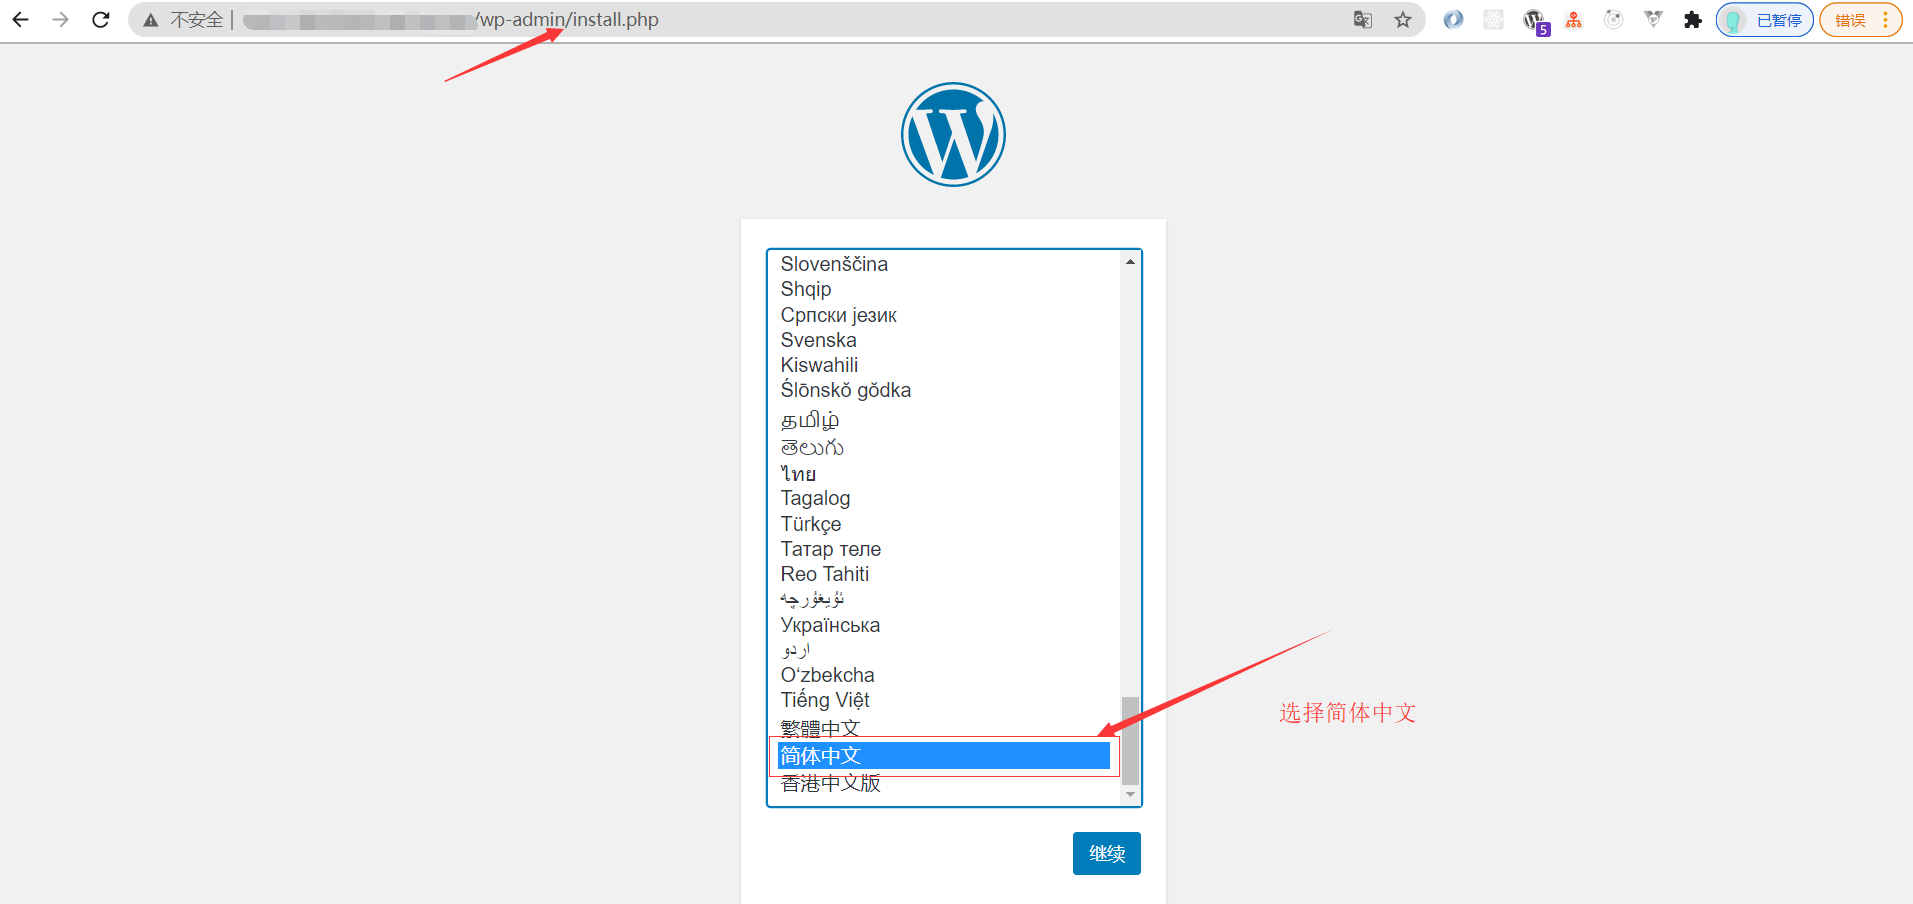 不安全 | /wp-admin/install.php
5
已暂停
错误
Slovenščina
Shqip
Српски језик
Svenska
Kiswahili
Ślōnskŏ gŏdka
தமிழ்
తెలుగు
ไทย
Tagalog
Türkçe
Татар теле
Reo Tahiti
ئۇيغۇرچە
Українська
اردو
O‘zbekcha
Tiếng Việt
繁體中文
简体中文
香港中文版
选择简体中文
继续